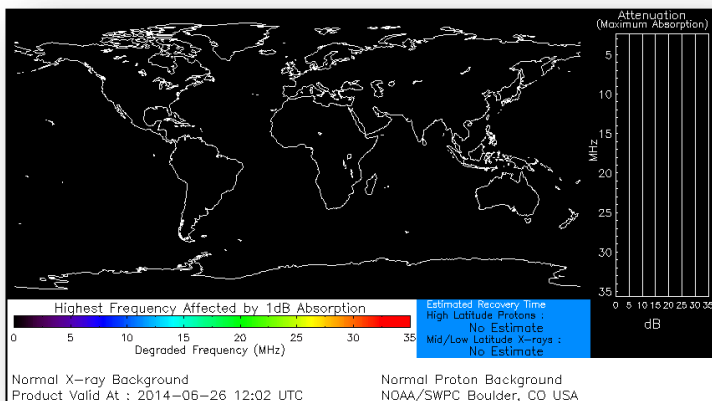 Attenuation
(Maximum Absorption)
5
10
15
20
25
30
35
MHz
0 5 10 15 20 25 30 35
dB
Highest Frequency Affected by 1dB Absorption
0 5 10 15 20 25 30 35
Degraded Frequency (MHz)
Estimated Recovery Time
High Latitude Protons :
No Estimate
Mid/Low Latitude X-rays :
No Estimate
Normal X-ray Background
Product Valid At : 2014-06-26 12:02 UTC
Normal Proton Background
NOAA/SWPC Boulder, CO USA